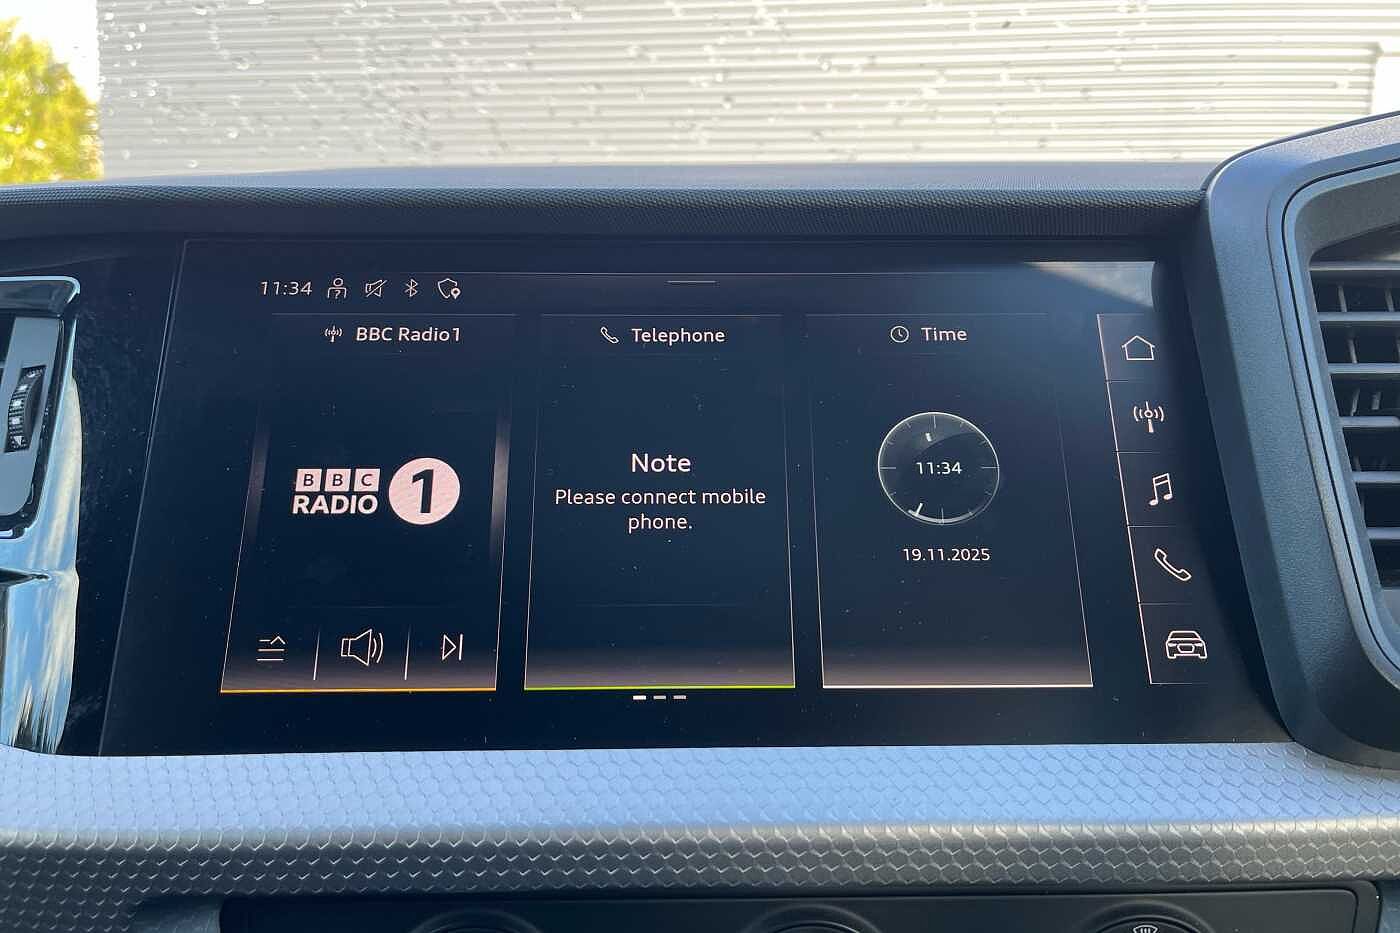 11:34
BBC Radio1
Telephone
Time
BBC
RADIO 1
Note
Please connect mobile
phone.
11:34
19.11.2025